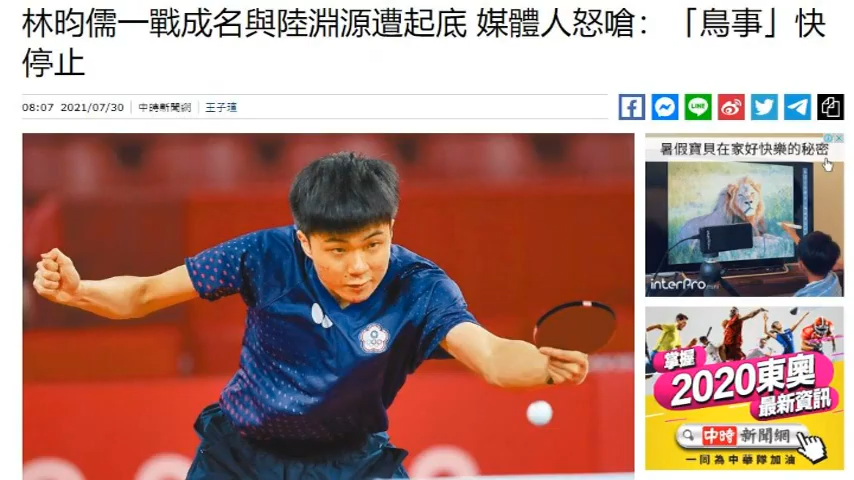 林昀儒一戰成名與陸淵源遭起底 媒體人怒嗆：「鳥事」快
停止
08:07 2021/07/30 中時新聞網 王子瑄
LINE
暑假寶貝在家好快樂的秘密
interPro
掌握
2020東奧
最新資訊
中時 新聞網
一同為中華隊加油